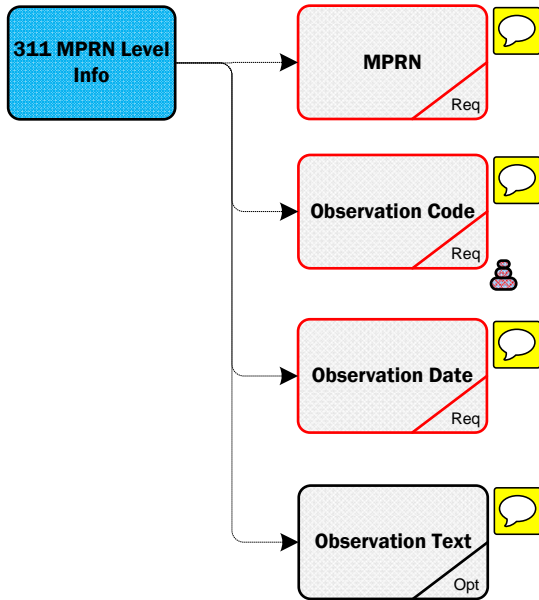 311 MPRN Level
Info
MPRN
Req
Observation Code
Req
Observation Date
Req
Observation Text
Opt